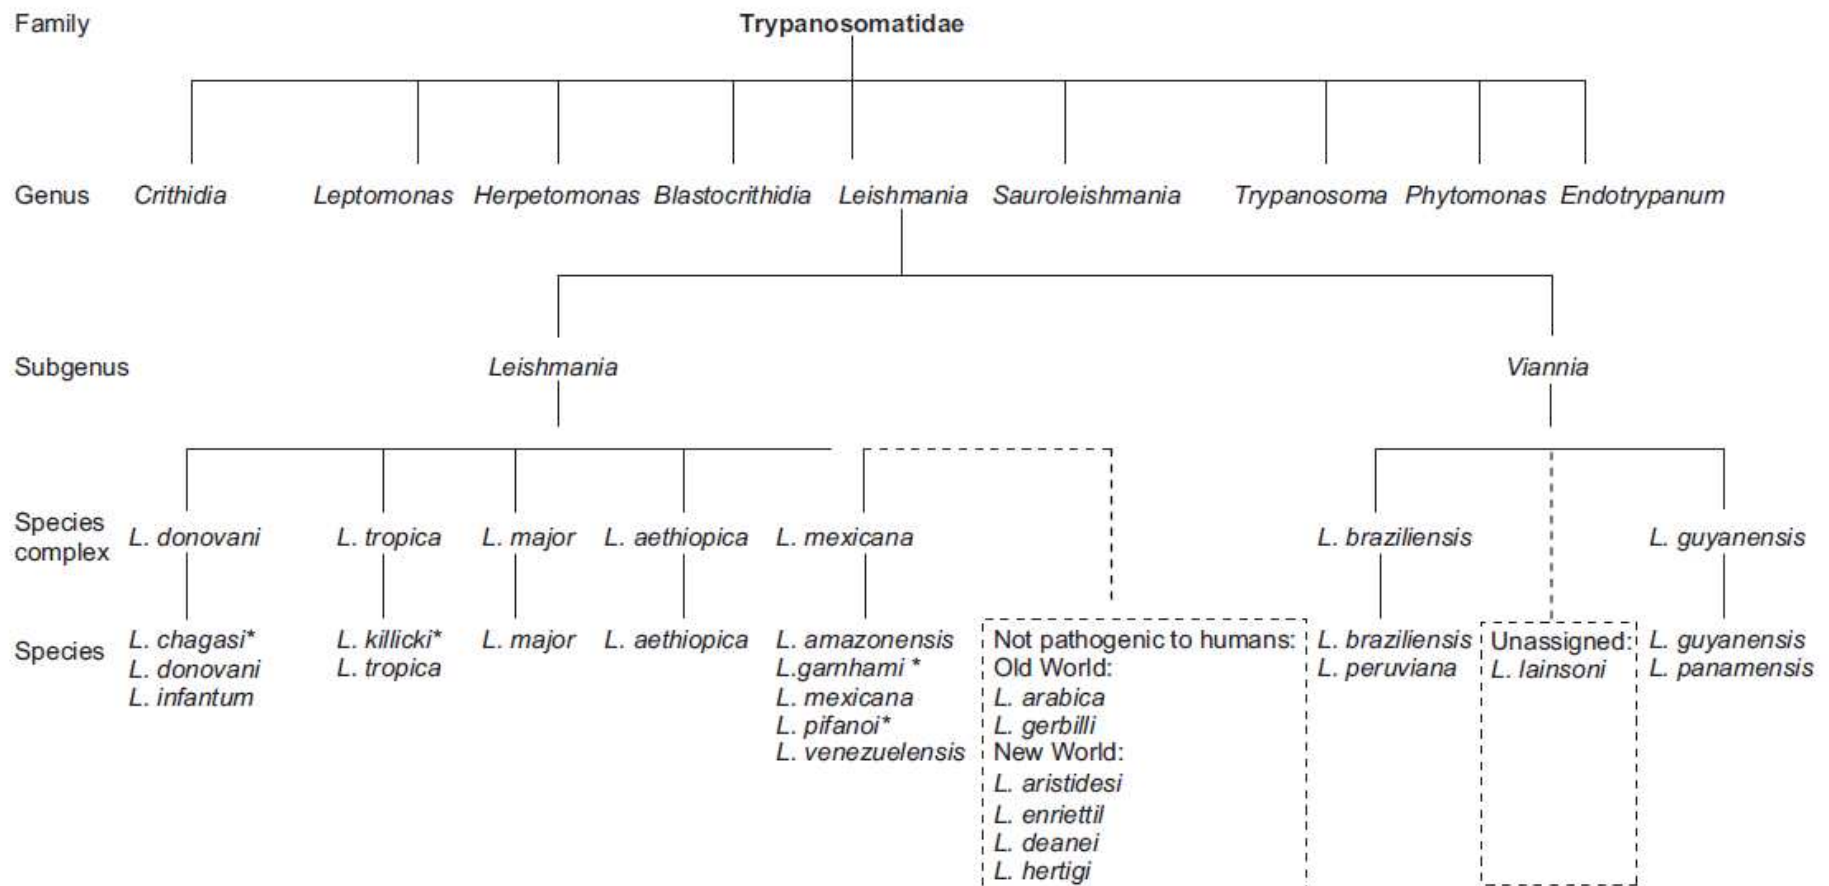 Family Trypanosomatidae
Genus Crithidia Leptomonas Herpetomonas Blastocrithidia Leishmania Sauroleishmania Trypanosoma Phytomonas Endotrypanum
Subgenus Leishmania Viannia
Species
complex L. donovani L. tropica L. major L. aethiopica L. mexicana L. braziliensis L. guyanensis
Species L. chagasi* L. killicki* L. major L. aethiopica L. amazonensis Not pathogenic to humans: L. braziliensis Unassigned: L. guyanensis
L. donovani L. tropica L.garnhami * Old World: L. peruviana L. lainsoni L. panamensis
L. infantum L. mexicana L. arabica
L. pifanoi* L. gerbilli
L. venezuelensis New World:
L. aristidesi
L. enriettil
L. deanei
L. hertigi